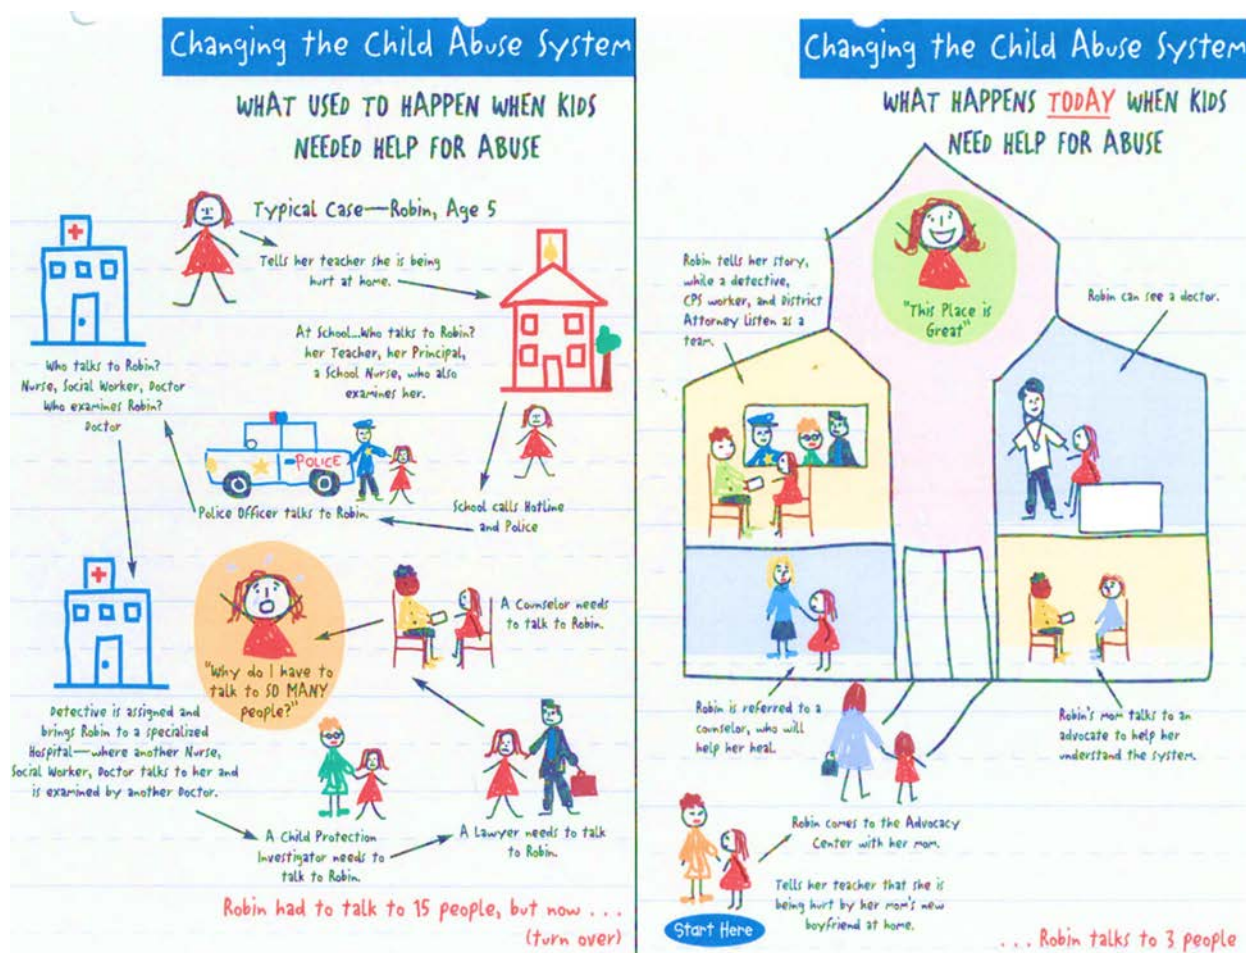 Changing the Child Abuse System
WHAT USED TO HAPPEN WHEN KIDS
NEEDED HELP FOR ABUSE
Typical Case—Robin, Age 5
Tells her teacher she is being
hurt at home.
At School...Who talks to Robin?
her Teacher, her Principal,
a School Nurse, who also
examines her.
School calls Hotline
and Police
POLICE
Police Officer talks to Robin.
Who talks to Robin?
Nurse, Social Worker, Doctor
Who examines Robin?
Doctor
Detective is assigned and
brings Robin to a specialized
Hospital—where another Nurse,
Social Worker, Doctor talks to her and
is examined by another Doctor.
A Child Protection
Investigator needs to
talk to Robin.
A Lawyer needs to talk
to Robin.
A Counselor needs
to talk to Robin.
"Why do I have to
talk to SO MANY
people?"
Robin had to talk to 15 people, but now . . .
(turn over)
Changing the Child Abuse System
WHAT HAPPENS TODAY WHEN KIDS
NEED HELP FOR ABUSE
Robin tells her story,
while a detective,
CPS worker, and District
Attorney listen as a
team.
"This Place is
Great"
Robin can see a doctor.
Robin is referred to a
counselor, who will
help her heal.
Robin's mom talks to an
advocate to help her
understand the system.
Robin comes to the Advocacy
Center with her mom.
Tells her teacher that she is
being hurt by her mom's new
boyfriend at home.
Start Here
. . . Robin talks to 3 people